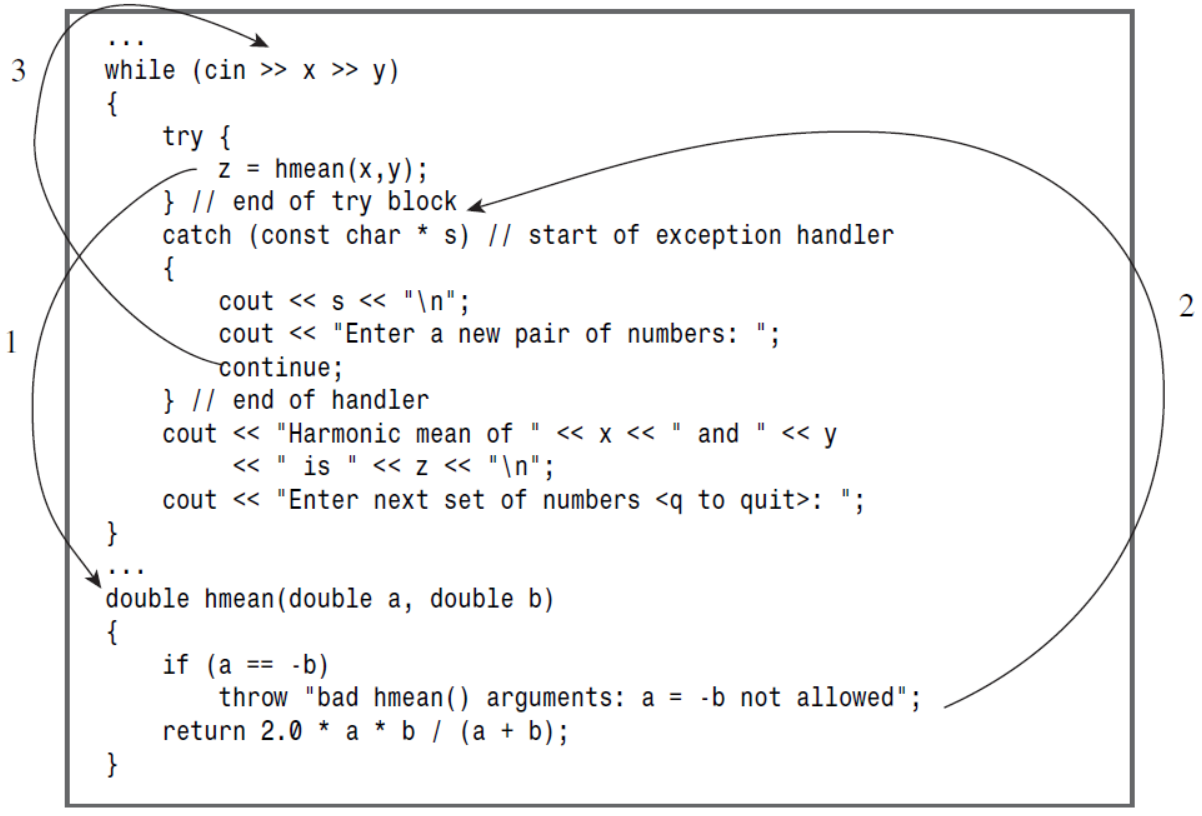 ...
while (cin >> x >> y)
{
    try {
        z = hmean(x,y);
    } // end of try block
    catch (const char * s) // start of exception handler
    {
        cout << s << "\n";
        cout << "Enter a new pair of numbers: ";
        continue;
    } // end of handler
    cout << "Harmonic mean of " << x << " and " << y
         << " is " << z << "\n";
    cout << "Enter next set of numbers <q to quit>: ";
}
...
double hmean(double a, double b)
{
    if (a == -b)
        throw "bad hmean() arguments: a = -b not allowed";
    return 2.0 * a * b / (a + b);
}
3
1
2